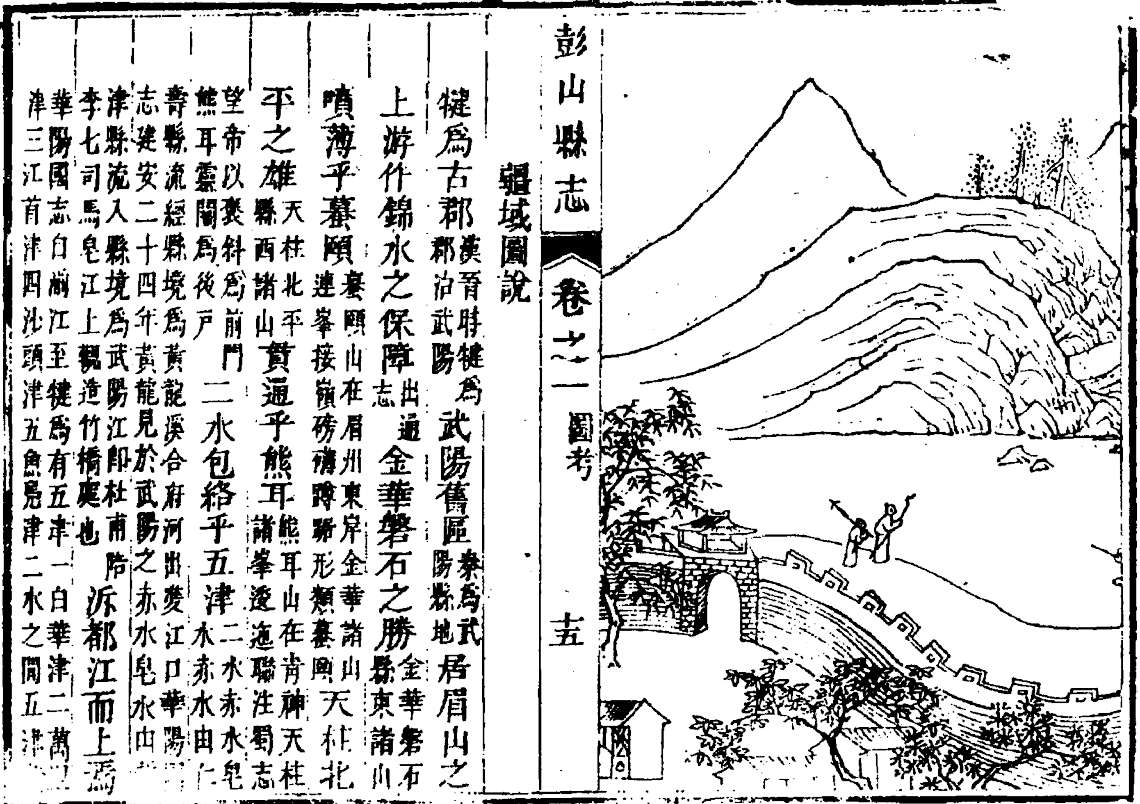 彭山縣志
卷之一
圖考
十五
疆域圖說
犍爲古郡
漢晉時犍爲
郡治武陽
武陽舊區
秦爲武
陽縣地
居眉山之
上游作錦水之保障
出通
志
金華磐石之勝
金華磐石
縣東諸山
噴薄乎蟇頤
蟇頤山在眉州東岸金華諸山
連峯接嶺磅礴蹲踞形類蟇頤
天柱北
平之雄
天柱北平
縣西諸山
貫通乎熊耳
熊耳山在青神天柱
諸峯逶迤聯注蜀志
望帝以褒斜爲前門
熊耳靈關爲後戶
二水包絡乎五津
二水赤水皂
水赤水由仁
壽縣流經縣境爲黃龍溪合府河出雙江口華陽
志建安二十四年黃龍見於武陽之赤水皂水由
津縣流入縣境爲武陽江卽杜甫陪
李七司馬皂江上觀造竹橋處也
泝都江而上爲
華陽國志白湔江至犍爲有五津一白華津二萬
津三江首津四沙頭津五魚鳧津二水之間五津